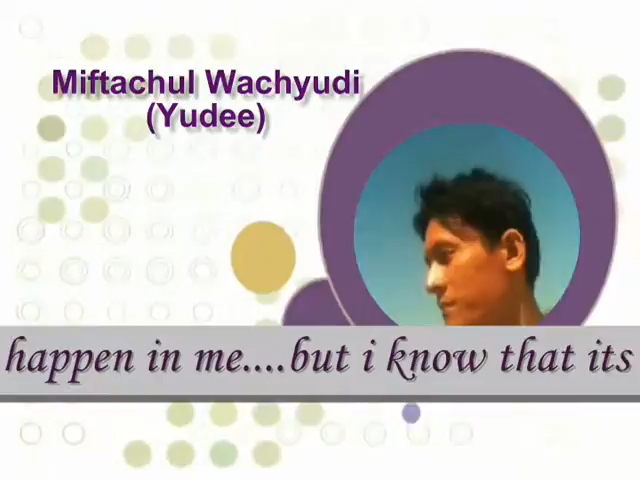 Miftachul Wachyudi
(Yudee)
happen in me....but i know that its